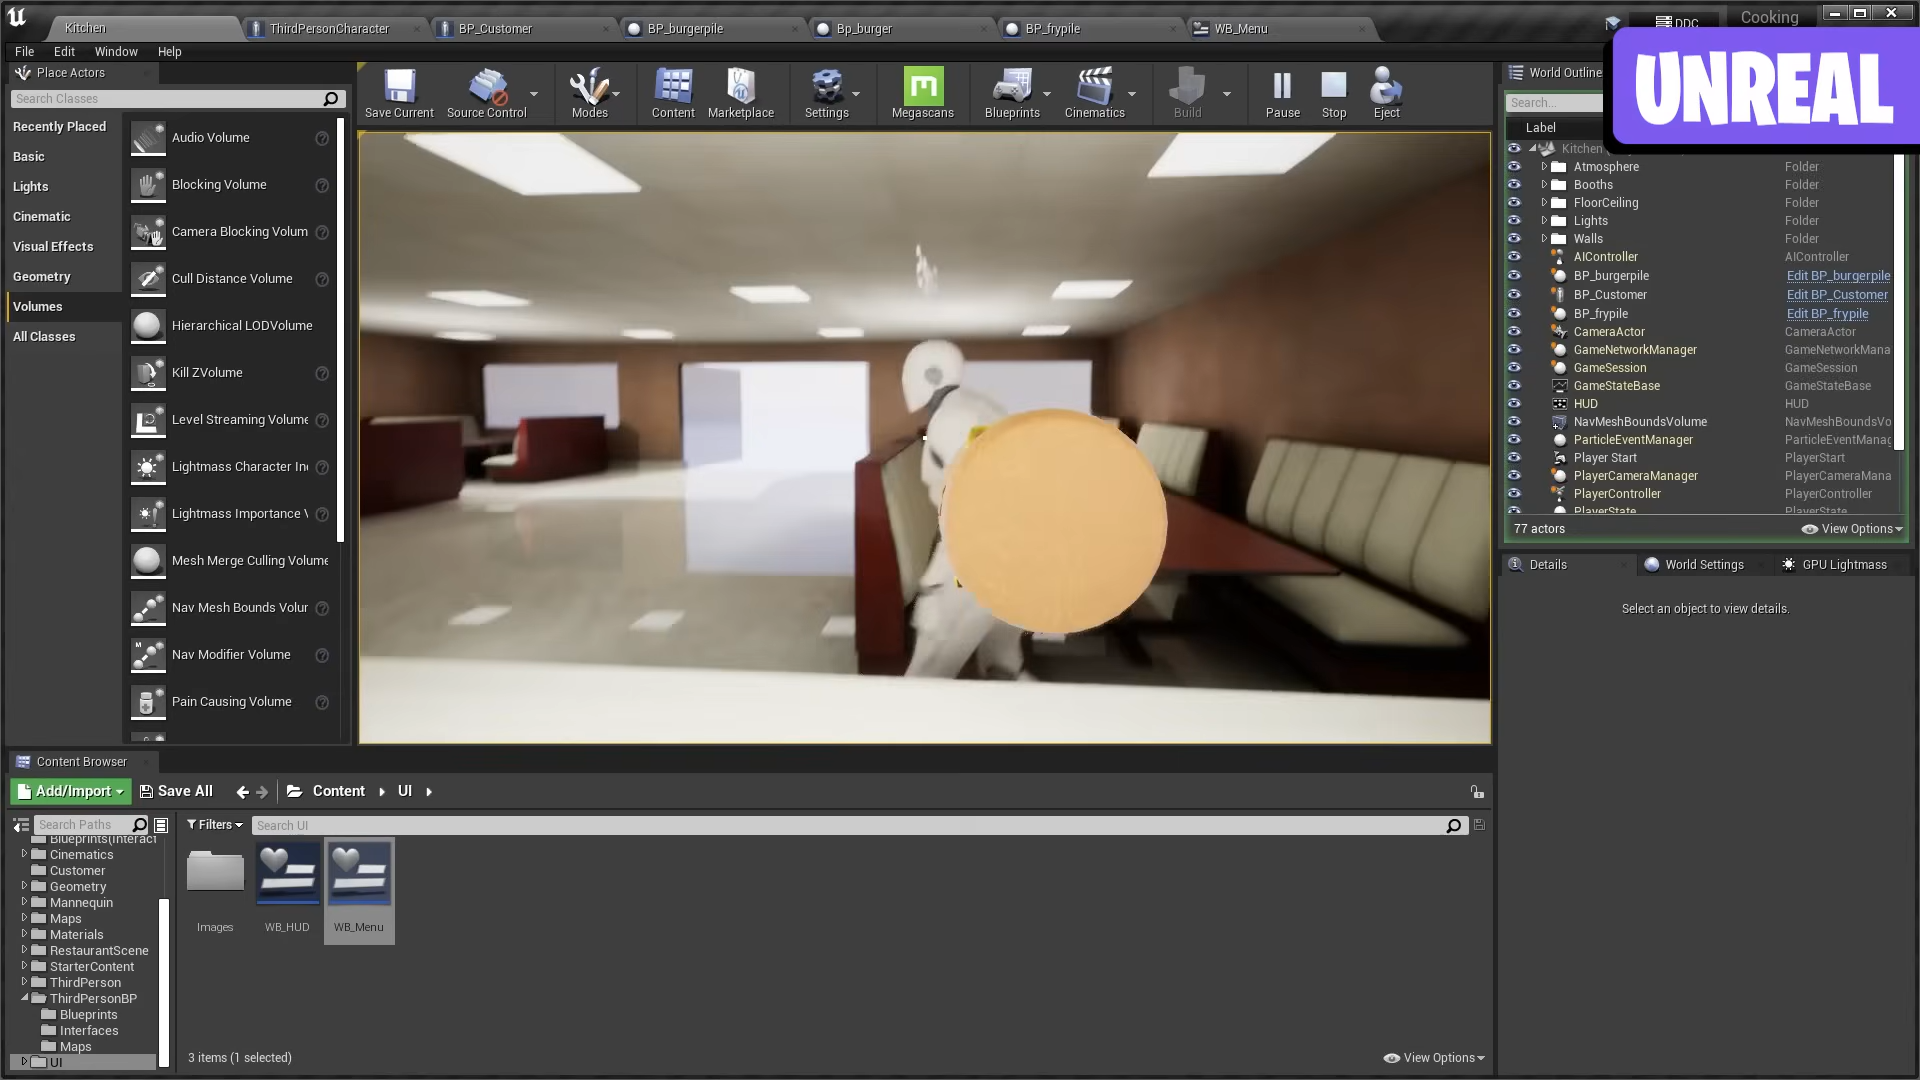 Kitchen
ThirdPersonCharacter
BP_Customer
BP_burgerpile
Bp_burger
BP_frypile
WB_Menu
DDC
Cooking
UNREAL
File
Edit
Window
Help
Place Actors
Search Classes
Recently Placed
Basic
Lights
Cinematic
Visual Effects
Geometry
Volumes
All Classes
Audio Volume
Blocking Volume
Camera Blocking Volum
Cull Distance Volume
Hierarchical LODVolume
Kill ZVolume
Level Streaming Volume
Lightmass Character In
Lightmass Importance V
Mesh Merge Culling Volume
Nav Mesh Bounds Volur
Nav Modifier Volume
Pain Causing Volume
Save Current
Source Control
Modes
Content
Marketplace
Settings
Megascans
Blueprints
Cinematics
Build
Pause
Stop
Eject
World Outline
Search...
Label
Kitchen
Atmosphere Folder
Booths Folder
FloorCeiling Folder
Lights Folder
Walls Folder
AIController AIController
BP_burgerpile Edit BP_burgerpile
BP_Customer Edit BP_Customer
BP_frypile Edit BP_frypile
CameraActor CameraActor
GameNetworkManager GameNetworkMana
GameSession GameSession
GameStateBase GameStateBase
HUD HUD
NavMeshBoundsVolume NavMeshBoundsVo
ParticleEventManager ParticleEventManag
Player Start PlayerStart
PlayerCameraManager PlayerCameraMana
PlayerController PlayerController
PlayerState PlayerState
77 actors
View Options
Details
World Settings
GPU Lightmass
Select an object to view details.
Content Browser
Add/Import
Save All
Content
UI
Search Paths
Filters
Search UI
Blueprints(Interact
Cinematics
Customer
Geometry
Mannequin
Maps
Materials
RestaurantScene
StarterContent
ThirdPerson
ThirdPersonBP
Blueprints
Interfaces
Maps
UI
Images
WB_HUD
WB_Menu
3 items (1 selected)
View Options